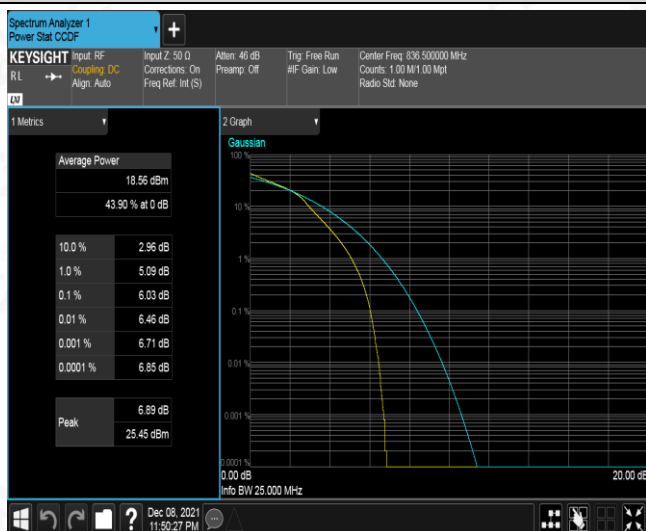 Spectrum Analyzer 1
Power Stat CCDF
+
KEYSIGHT
RL
LXI
Input: RF
Coupling: DC
Align: Auto
Input Z: 50 Ω
Corrections: On
Freq Ref: Int (S)
Atten: 46 dB
Preamp: Off
Trig: Free Run
#IF Gain: Low
Center Freq: 836.500000 MHz
Counts: 1.00 M/1.00 Mpt
Radio Std: None
1 Metrics
Average Power
18.56 dBm
43.90 % at 0 dB
10.0 % 2.96 dB
1.0 % 5.09 dB
0.1 % 6.03 dB
0.01 % 6.46 dB
0.001 % 6.71 dB
0.0001 % 6.85 dB
Peak 6.89 dB
25.45 dBm
2 Graph
Gaussian
100 %
10 %
1 %
0.1 %
0.01 %
0.001 %
0.0001 %
0.00 dB 20.00 dB
Info BW 25.000 MHz
?
Dec 08, 2021
11:50:27 PM